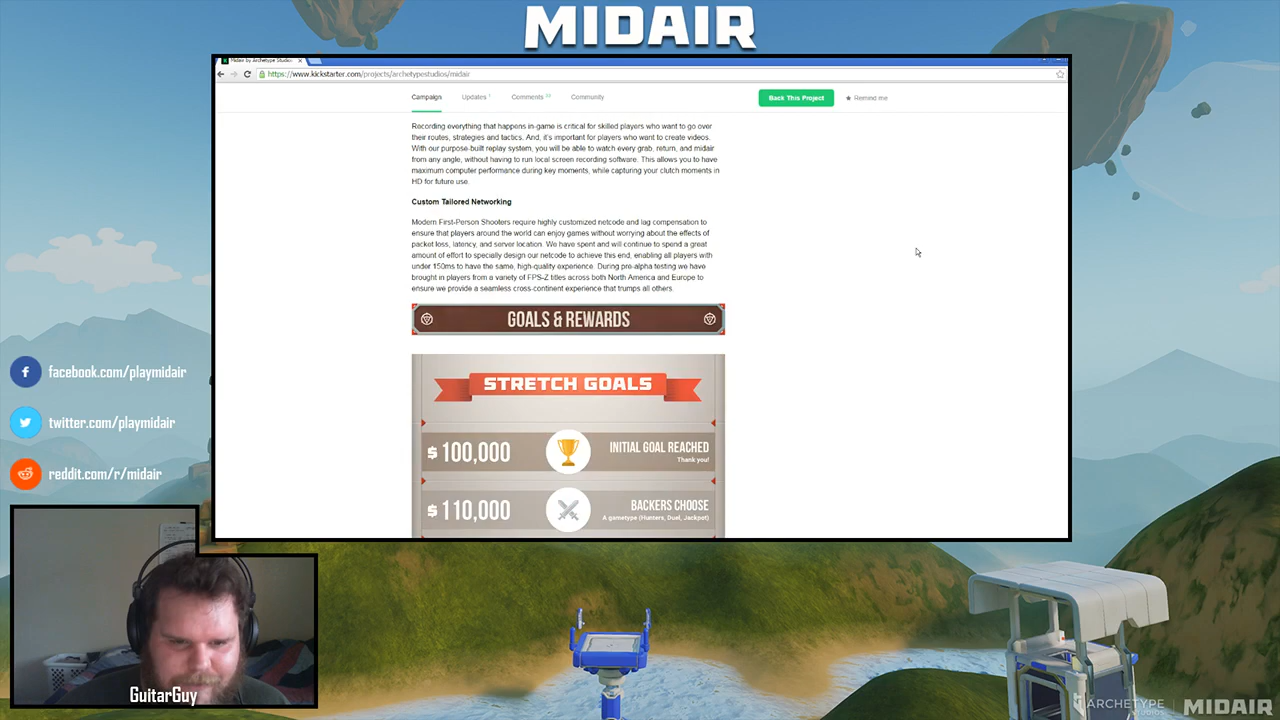 MIDAIR
Midair by Archetype Studios
https://www.kickstarter.com/projects/archetypestudios/midair
Campaign Updates 1 Comments 23 Community Back This Project Remind me
Recording everything that happens in-game is critical for skilled players who want to go over
their routes, strategies and tactics. And, it's important for players who want to create videos.
With our purpose-built replay system, you will be able to watch every grab, return, and midair
from any angle, without having to run local screen recording software. This allows you to have
maximum computer performance during key moments, while capturing your clutch moments in
HD for future use.
Custom Tailored Networking
Modern First-Person Shooters require highly customized netcode and lag compensation to
ensure that players around the world can enjoy games without worrying about the effects of
packet loss, latency, and server location. We have spent and will continue to spend a great
amount of effort to specially design our netcode to achieve this end, enabling all players with
under 150ms to have the same, high-quality experience. During pre-alpha testing we have
brought in players from a variety of FPS-Z titles across both North America and Europe to
ensure we provide a seamless cross-continent experience that trumps all others.
GOALS & REWARDS
STRETCH GOALS
$ 100,000 INITIAL GOAL REACHED
Thank you!
$ 110,000 BACKERS CHOOSE
A gametype (Hunters, Duel, Jackpot)
facebook.com/playmidair
twitter.com/playmidair
reddit.com/r/midair
GuitarGuy
ARCHETYPE
STUDIOS
MIDAIR